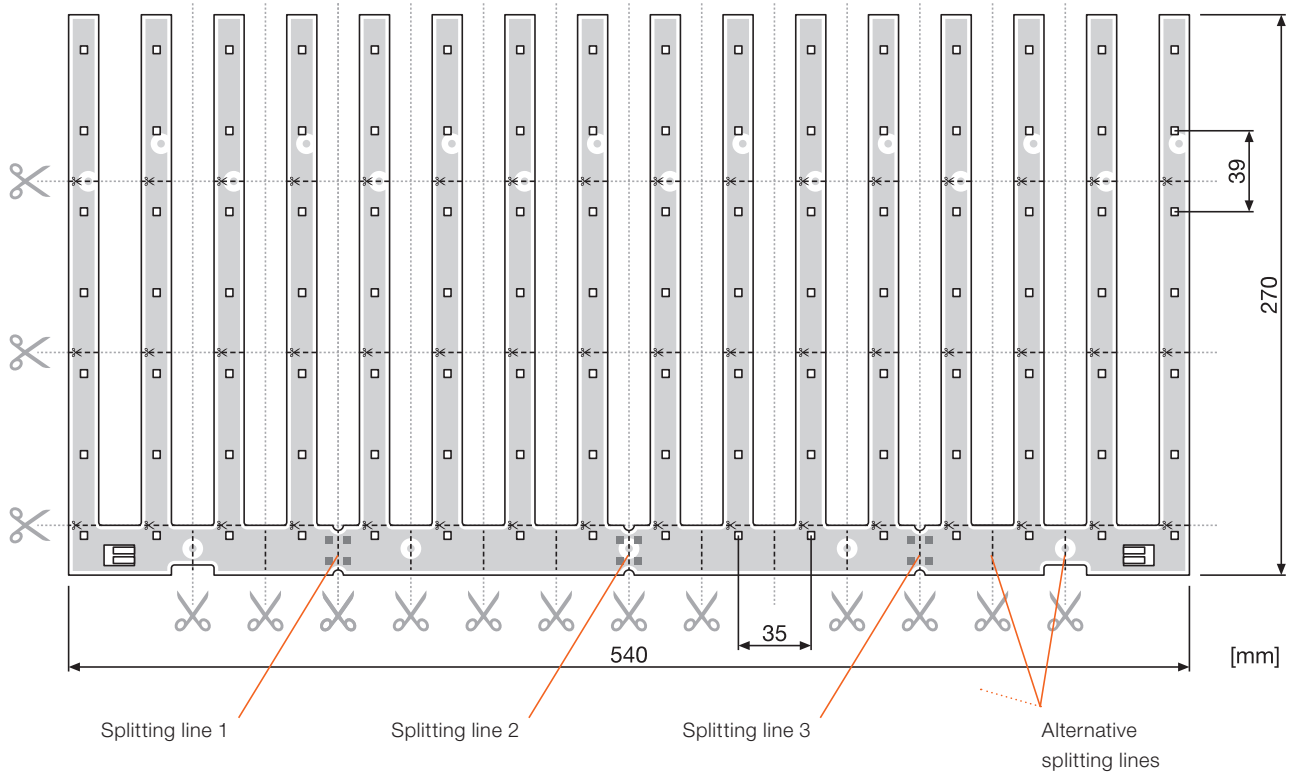 39
270
35
540
[mm]
Splitting line 1
Splitting line 2
Splitting line 3
Alternative
splitting lines